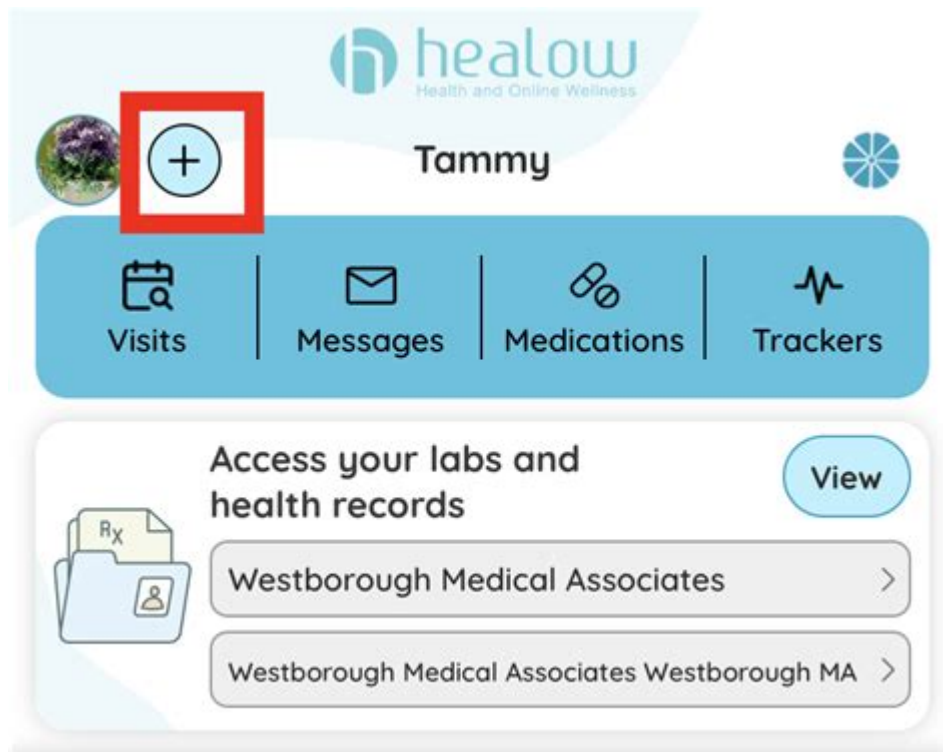 healow
Health and Online Wellness
Tammy
Visits
Messages
Medications
Trackers
Access your labs and
health records
View
Rx
Westborough Medical Associates
Westborough Medical Associates Westborough MA